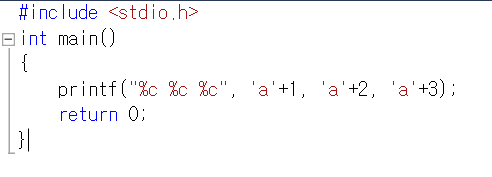 #include <stdio.h>
int main()
{
    printf("%c %c %c", 'a'+1, 'a'+2, 'a'+3);
    return 0;
}